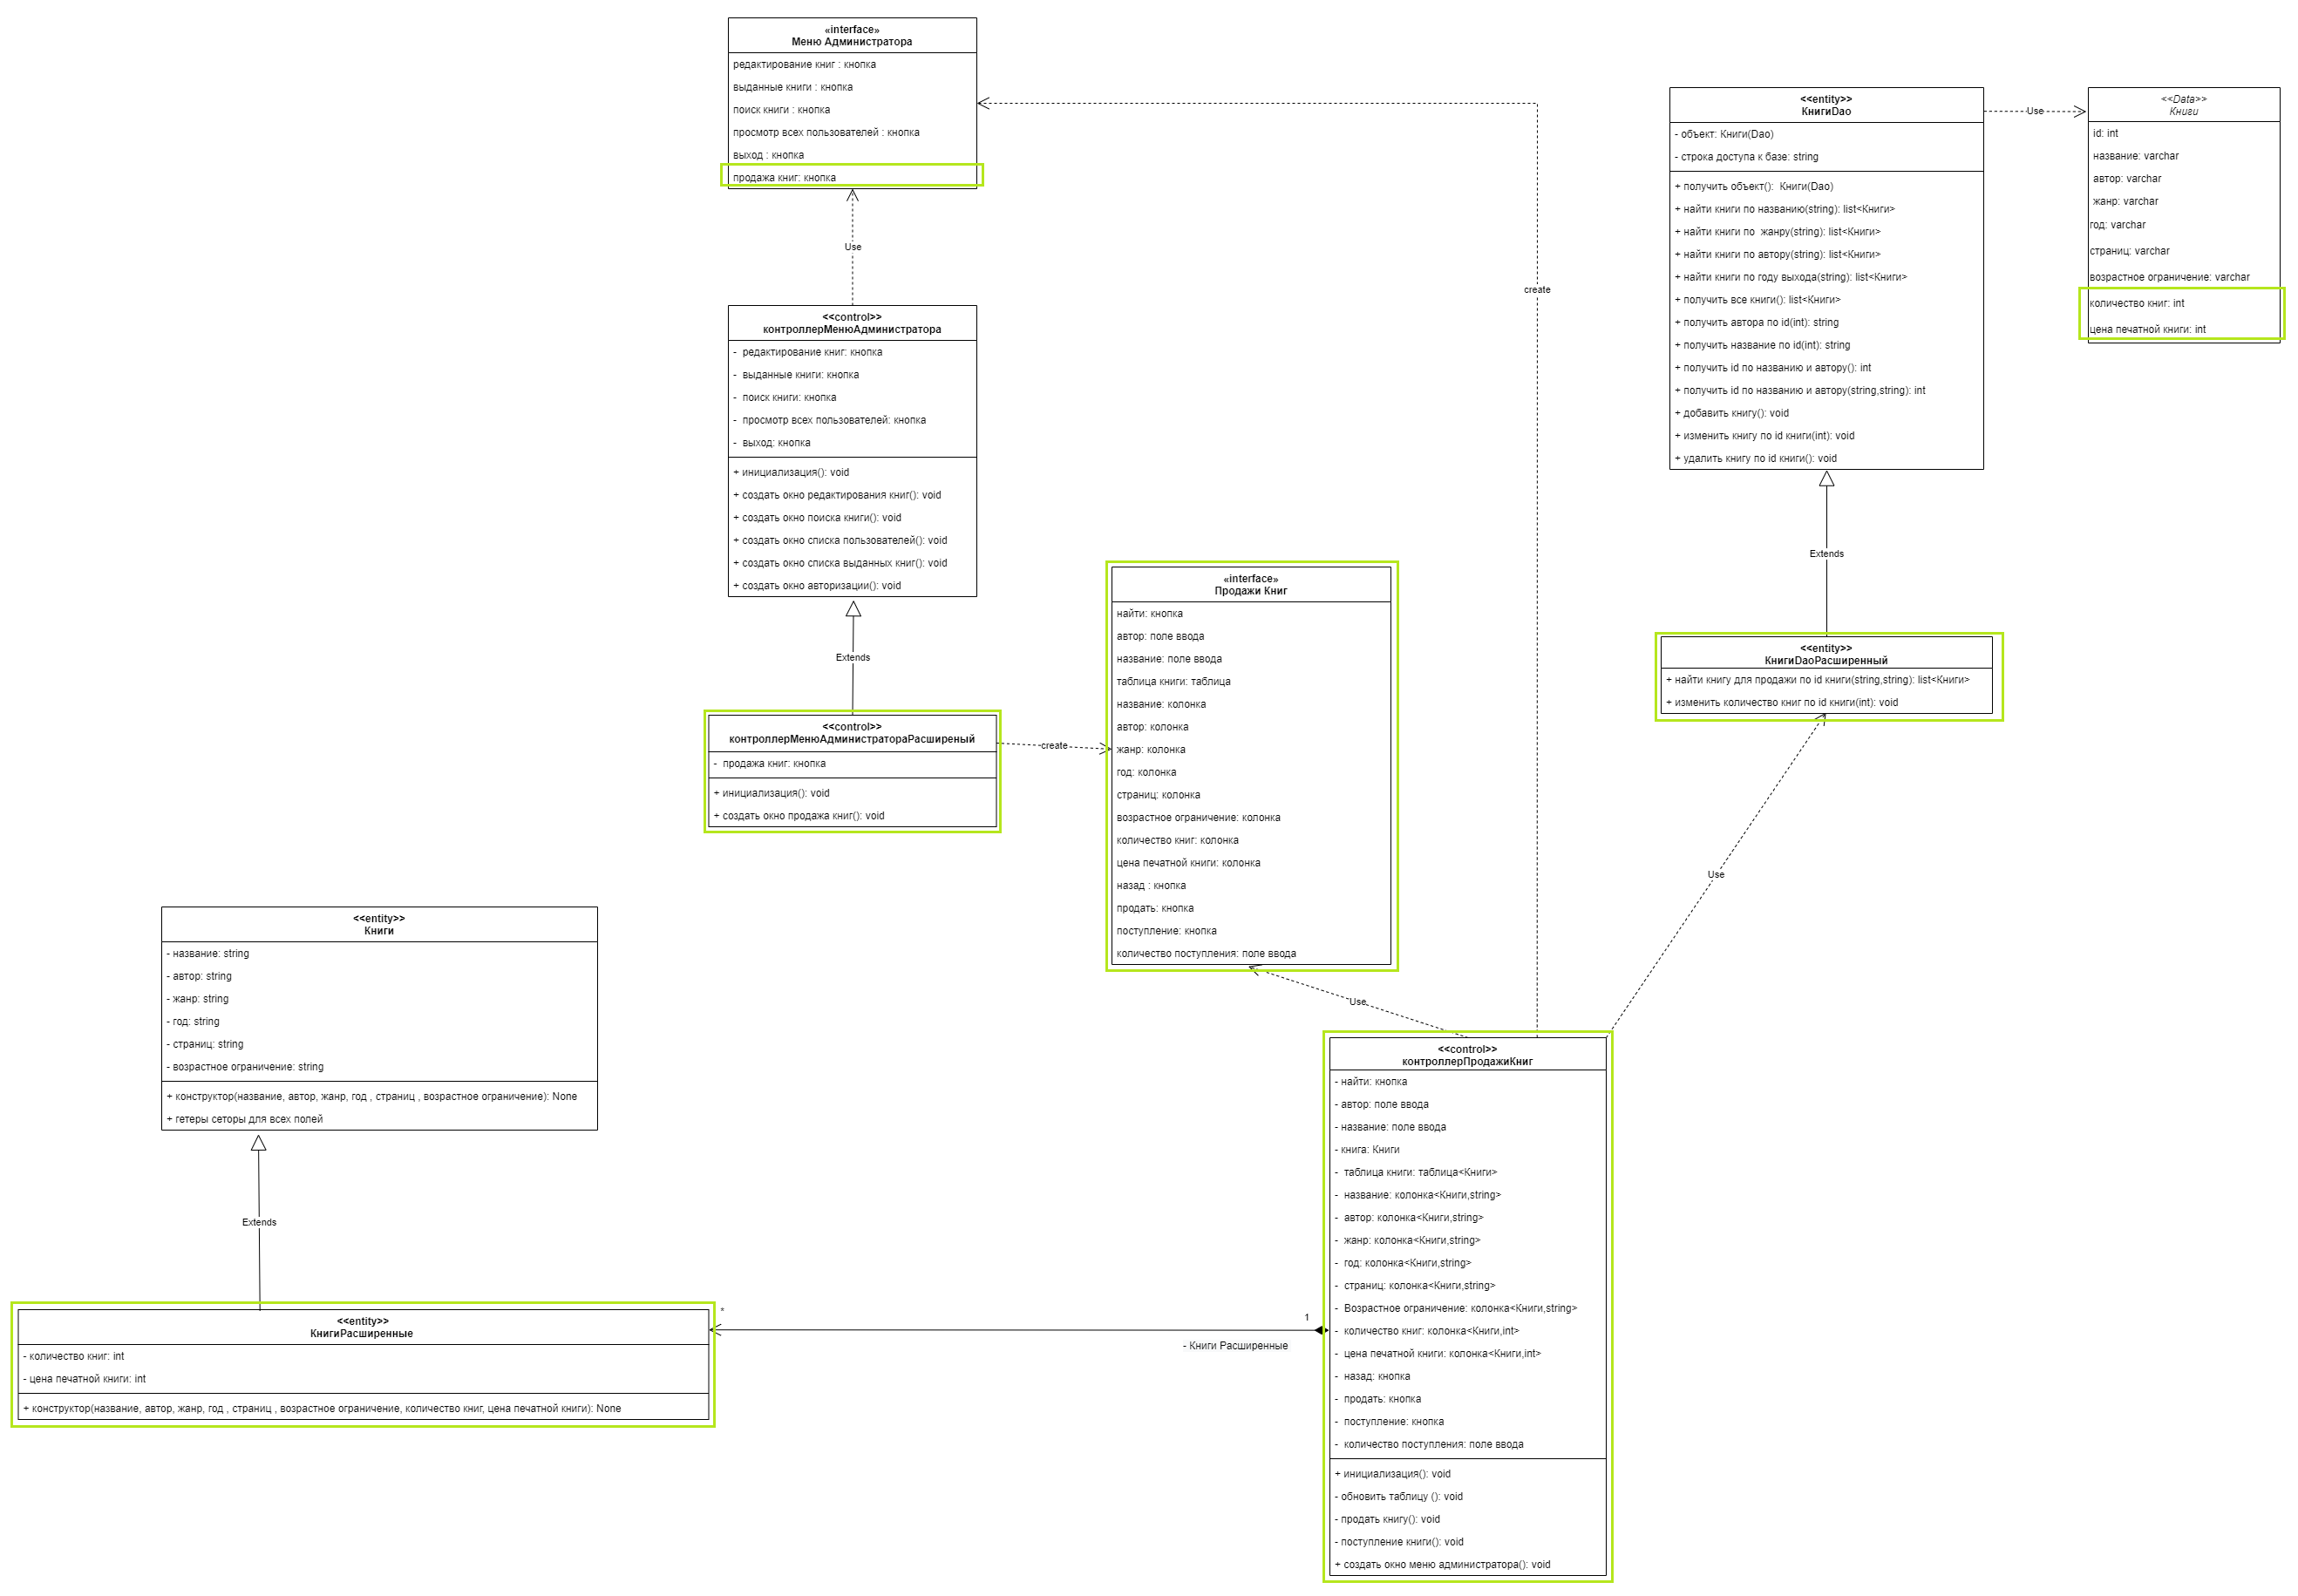 «interface»
Меню Администратора
редактирование книг : кнопка
выданные книги : кнопка
поиск книги : кнопка
просмотр всех пользователей : кнопка
выход : кнопка
продажа книг: кнопка
Use
<<control>>
контроллерМенюАдминистратора
- редактирование книг: кнопка
- выданные книги: кнопка
- поиск книги: кнопка
- просмотр всех пользователей: кнопка
- выход: кнопка
+ инициализация(): void
+ создать окно редактирования книг(): void
+ создать окно поиска книги(): void
+ создать окно списка пользователей(): void
+ создать окно списка выданных книг(): void
+ создать окно авторизации(): void
Extends
<<control>>
контроллерМенюАдминистратораРасширеный
- продажа книг: кнопка
+ инициализация(): void
+ создать окно продажа книг(): void
create
«interface»
Продажи Книг
найти: кнопка
автор: поле ввода
название: поле ввода
таблица книги: таблица
название: колонка
автор: колонка
жанр: колонка
год: колонка
страниц: колонка
возрастное ограничение: колонка
количество книг: колонка
цена печатной книги: колонка
назад : кнопка
продать: кнопка
поступление: кнопка
количество поступления: поле ввода
Use
create
<<entity>>
КнигиDao
- объект: Книги(Dao)
- строка доступа к базе: string
+ получить объект(): Книги(Dao)
+ найти книги по названию(string): list<Книги>
+ найти книги по жанру(string): list<Книги>
+ найти книги по автору(string): list<Книги>
+ найти книги по году выхода(string): list<Книги>
+ получить все книги(): list<Книги>
+ получить автора по id(int): string
+ получить название по id(int): string
+ получить id по названию и автору(): int
+ получить id по названию и автору(string,string): int
+ добавить книгу(): void
+ изменить книгу по id книги(int): void
+ удалить книгу по id книги(): void
Use
<<Data>>
Книги
id: int
название: varchar
автор: varchar
жанр: varchar
год: varchar
страниц: varchar
возрастное ограничение: varchar
количество книг: int
цена печатной книги: int
Extends
<<entity>>
КнигиDaoРасширенный
+ найти книгу для продажи по id книги(string,string): list<Книги>
+ изменить количество книг по id книги(int): void
Use
<<entity>>
Книги
- название: string
- автор: string
- жанр: string
- год: string
- страниц: string
- возрастное ограничение: string
+ конструктор(название, автор, жанр, год , страниц , возрастное ограничение): None
+ гетеры сеторы для всех полей
Extends
<<entity>>
КнигиРасширенные
- количество книг: int
- цена печатной книги: int
+ конструктор(название, автор, жанр, год , страниц , возрастное ограничение, количество книг, цена печатной книги): None
*
1
- Книги Расширенные
<<control>>
контроллерПродажиКниг
- найти: кнопка
- автор: поле ввода
- название: поле ввода
- книга: Книги
- таблица книги: таблица<Книги>
- название: колонка<Книги,string>
- автор: колонка<Книги,string>
- жанр: колонка<Книги,string>
- год: колонка<Книги,string>
- страниц: колонка<Книги,string>
- Возрастное ограничение: колонка<Книги,string>
- количество книг: колонка<Книги,int>
- цена печатной книги: колонка<Книги,int>
- назад: кнопка
- продать: кнопка
- поступление: кнопка
- количество поступления: поле ввода
+ инициализация(): void
- обновить таблицу (): void
- продать книгу(): void
- поступление книги(): void
+ создать окно меню администратора(): void